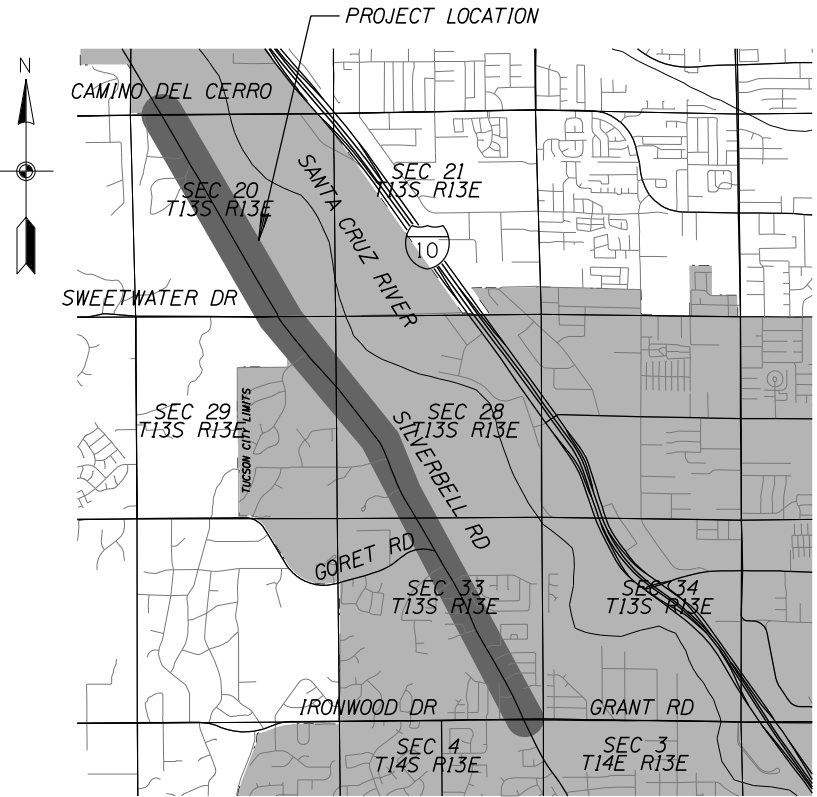 PROJECT LOCATION
N
CAMINO DEL CERRO
SEC 20
T13S R13E
SANTA CRUZ RIVER
SEC 21
T13S R13E
10
SWEETWATER DR
SEC 29
T13S R13E
TUCSON CITY LIMITS
SEC 28
T13S R13E
SILVERBELL RD
GORET RD
SEC 33
T13S R13E
SEC 34
T13S R13E
IRONWOOD DR
GRANT RD
SEC 4
T14S R13E
SEC 3
T14E R13E